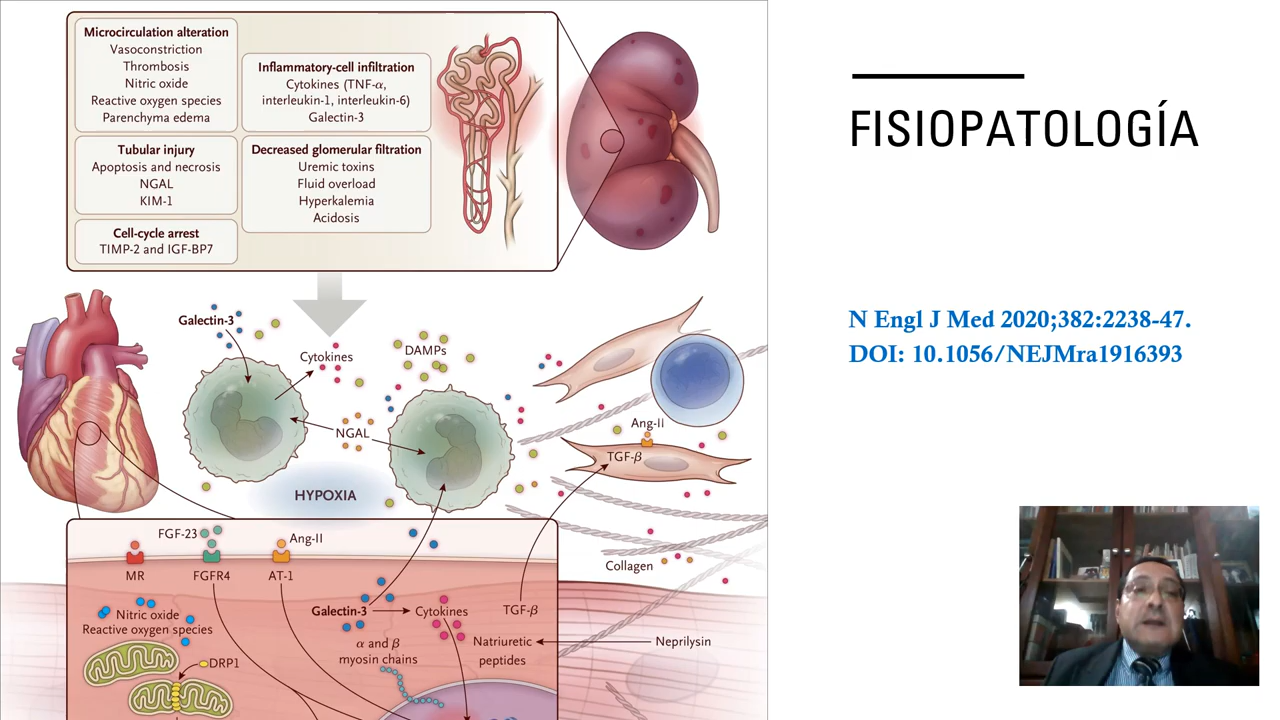 Microcirculation alteration
Vasoconstriction
Thrombosis
Nitric oxide
Reactive oxygen species
Parenchyma edema
Inflammatory-cell infiltration
Cytokines (TNF-α,
interleukin-1, interleukin-6)
Galectin-3
Tubular injury
Apoptosis and necrosis
NGAL
KIM-1
Decreased glomerular filtration
Uremic toxins
Fluid overload
Hyperkalemia
Acidosis
Cell-cycle arrest
TIMP-2 and IGF-BP7
FISIOPATOLOGÍA
N Engl J Med 2020;382:2238-47.
DOI: 10.1056/NEJMra1916393
Galectin-3
Cytokines
DAMPs
NGAL
Ang-II
TGF-β
HYPOXIA
FGF-23
Ang-II
MR
FGFR4
AT-1
Collagen
Nitric oxide
Reactive oxygen species
Galectin-3
Cytokines
TGF-β
α and β
myosin chains
Natriuretic
peptides
Neprilysin
DRP1